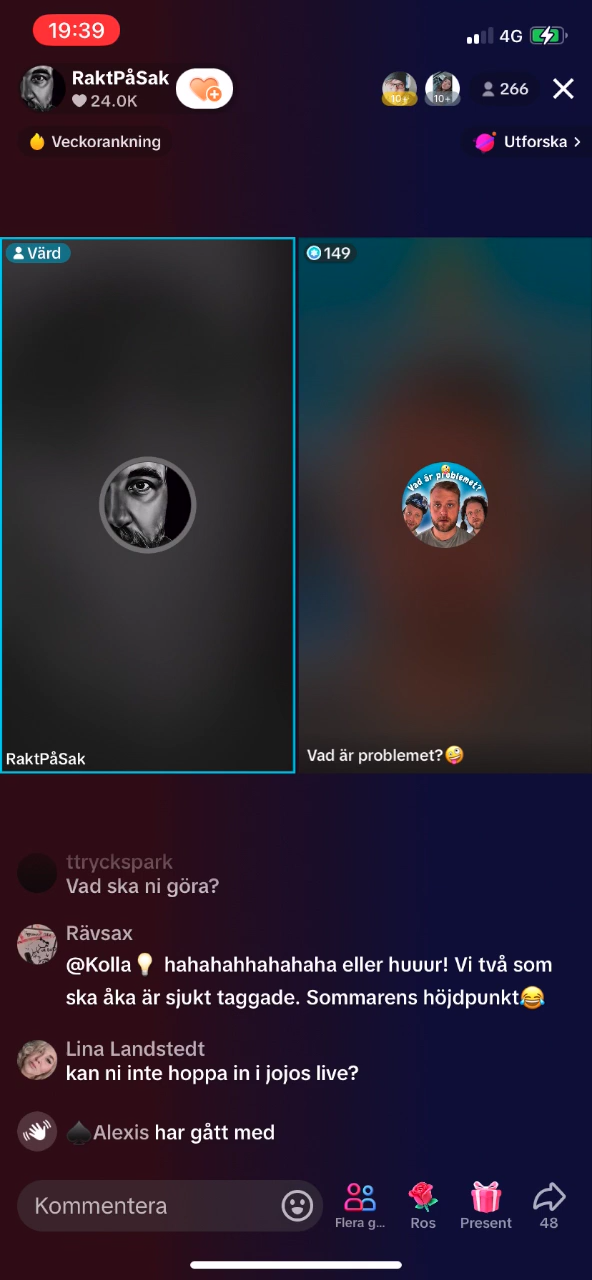 19:39
4G
RaktPåSak
24.0K
10+
10+
266
Veckorankning
Utforska >
Värd
149
Vad är problemet?
RaktPåSak
Vad är problemet?🤪
ttryckspark
Vad ska ni göra?
Rävsax
@Kolla💡 hahahahhahahaha eller huuur! Vi två som
ska åka är sjukt taggade. Sommarens höjdpunkt😂
Lina Landstedt
kan ni inte hoppa in i jojos live?
♠️Alexis har gått med
Kommentera
Flera g...
Ros
Present
48